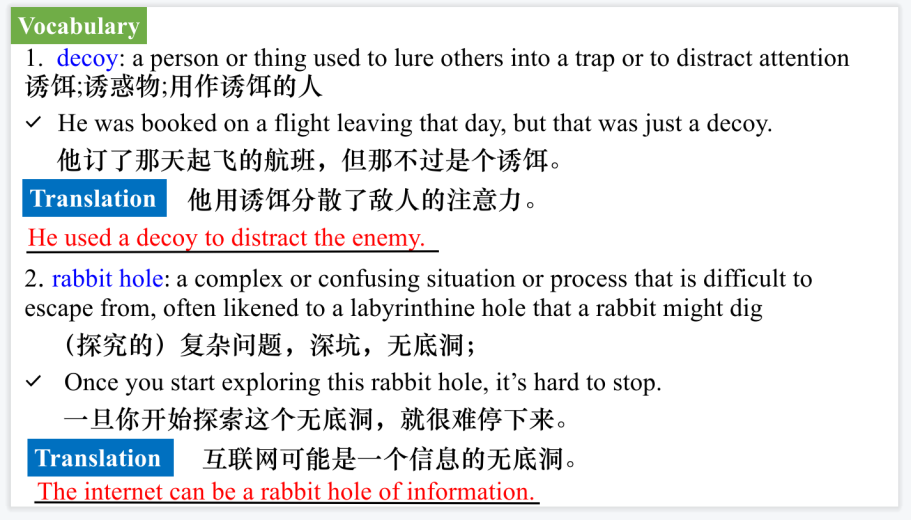 Vocabulary
1. decoy: a person or thing used to lure others into a trap or to distract attention
诱饵;诱惑物;用作诱饵的人
✓ He was booked on a flight leaving that day, but that was just a decoy.
他订了那天起飞的航班，但那不过是个诱饵。
Translation 他用诱饵分散了敌人的注意力。
He used a decoy to distract the enemy.
2. rabbit hole: a complex or confusing situation or process that is difficult to
escape from, often likened to a labyrinthine hole that a rabbit might dig
（探究的）复杂问题，深坑，无底洞；
✓ Once you start exploring this rabbit hole, it’s hard to stop.
一旦你开始探索这个无底洞，就很难停下来。
Translation 互联网可能是一个信息的无底洞。
The internet can be a rabbit hole of information.